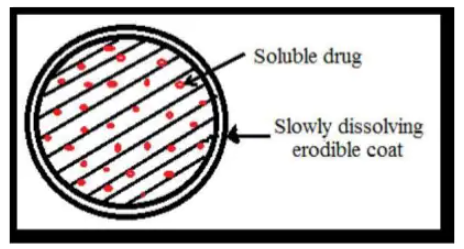 Soluble drug
Slowly dissolving
erodible coat